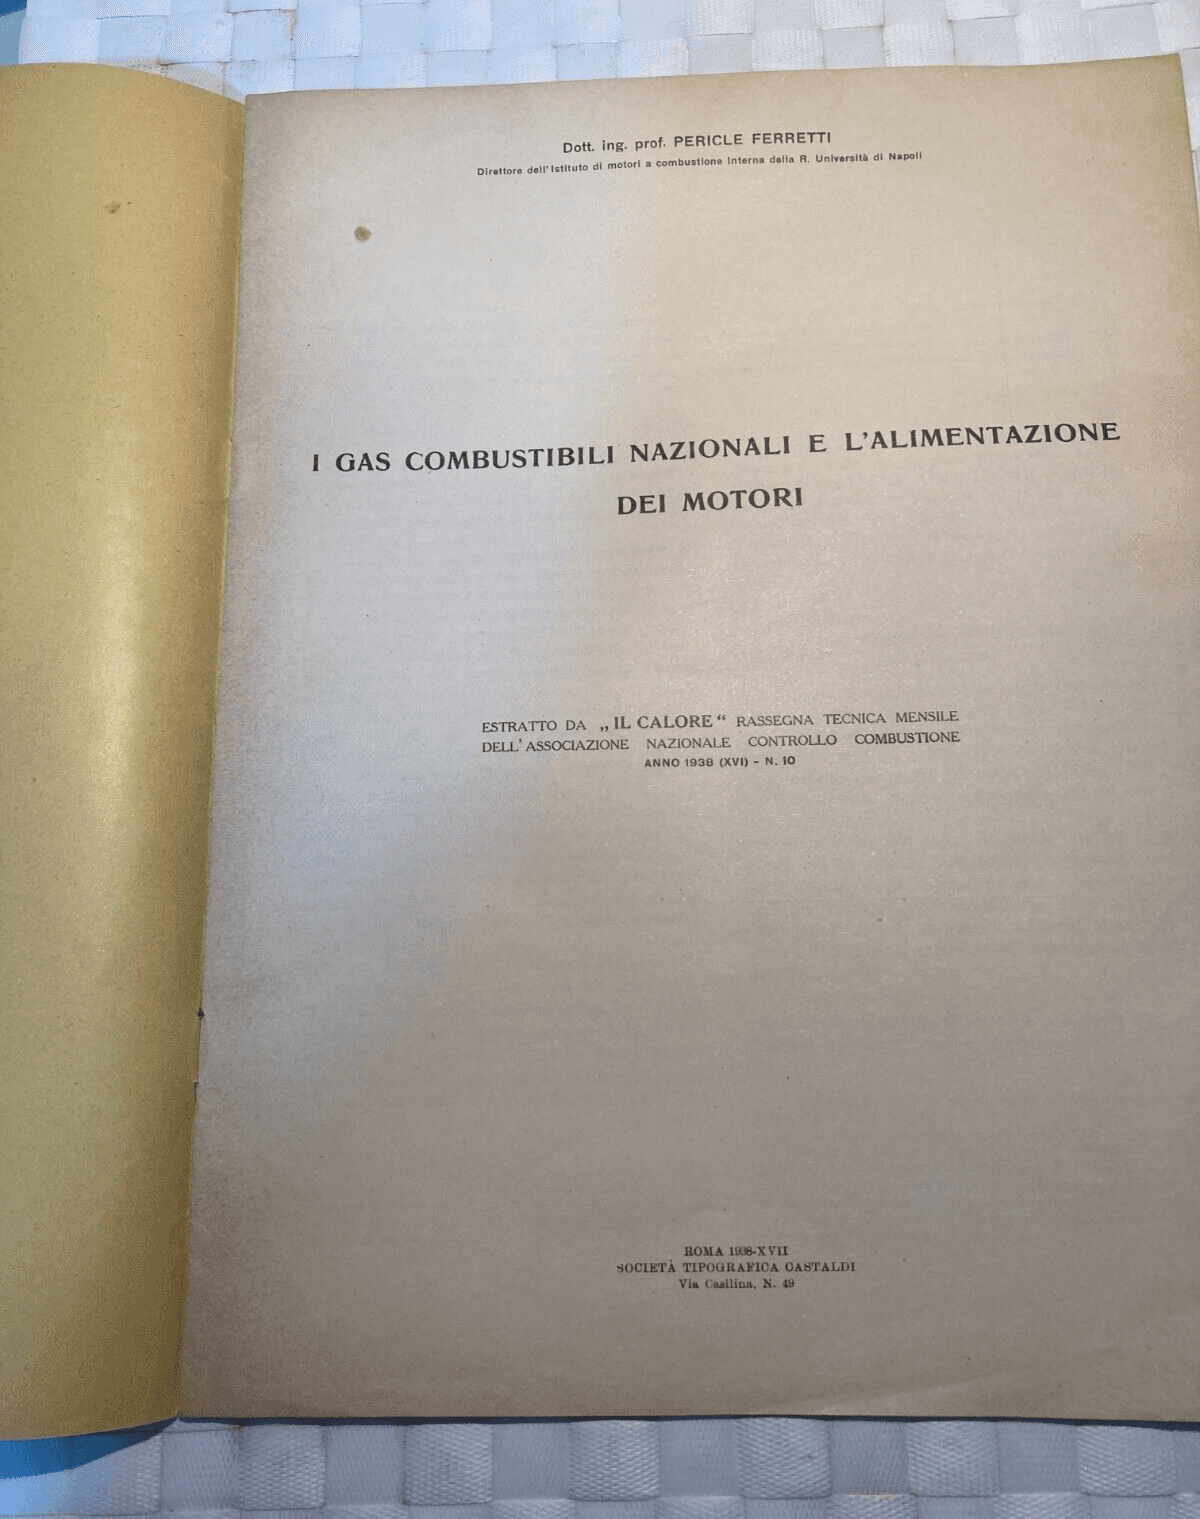 Dott. ing. prof. PERICLE FERRETTI
Direttore dell'Istituto di motori a combustione interna della R. Università di Napoli
I GAS COMBUSTIBILI NAZIONALI E L'ALIMENTAZIONE
DEI MOTORI
ESTRATTO DA „IL CALORE“ RASSEGNA TECNICA MENSILE
DELL'ASSOCIAZIONE NAZIONALE CONTROLLO COMBUSTIONE
ANNO 1938 (XVI) - N. 10
ROMA 1938-XVII
SOCIETÀ TIPOGRAFICA CASTALDI
Via Casilina, N. 49